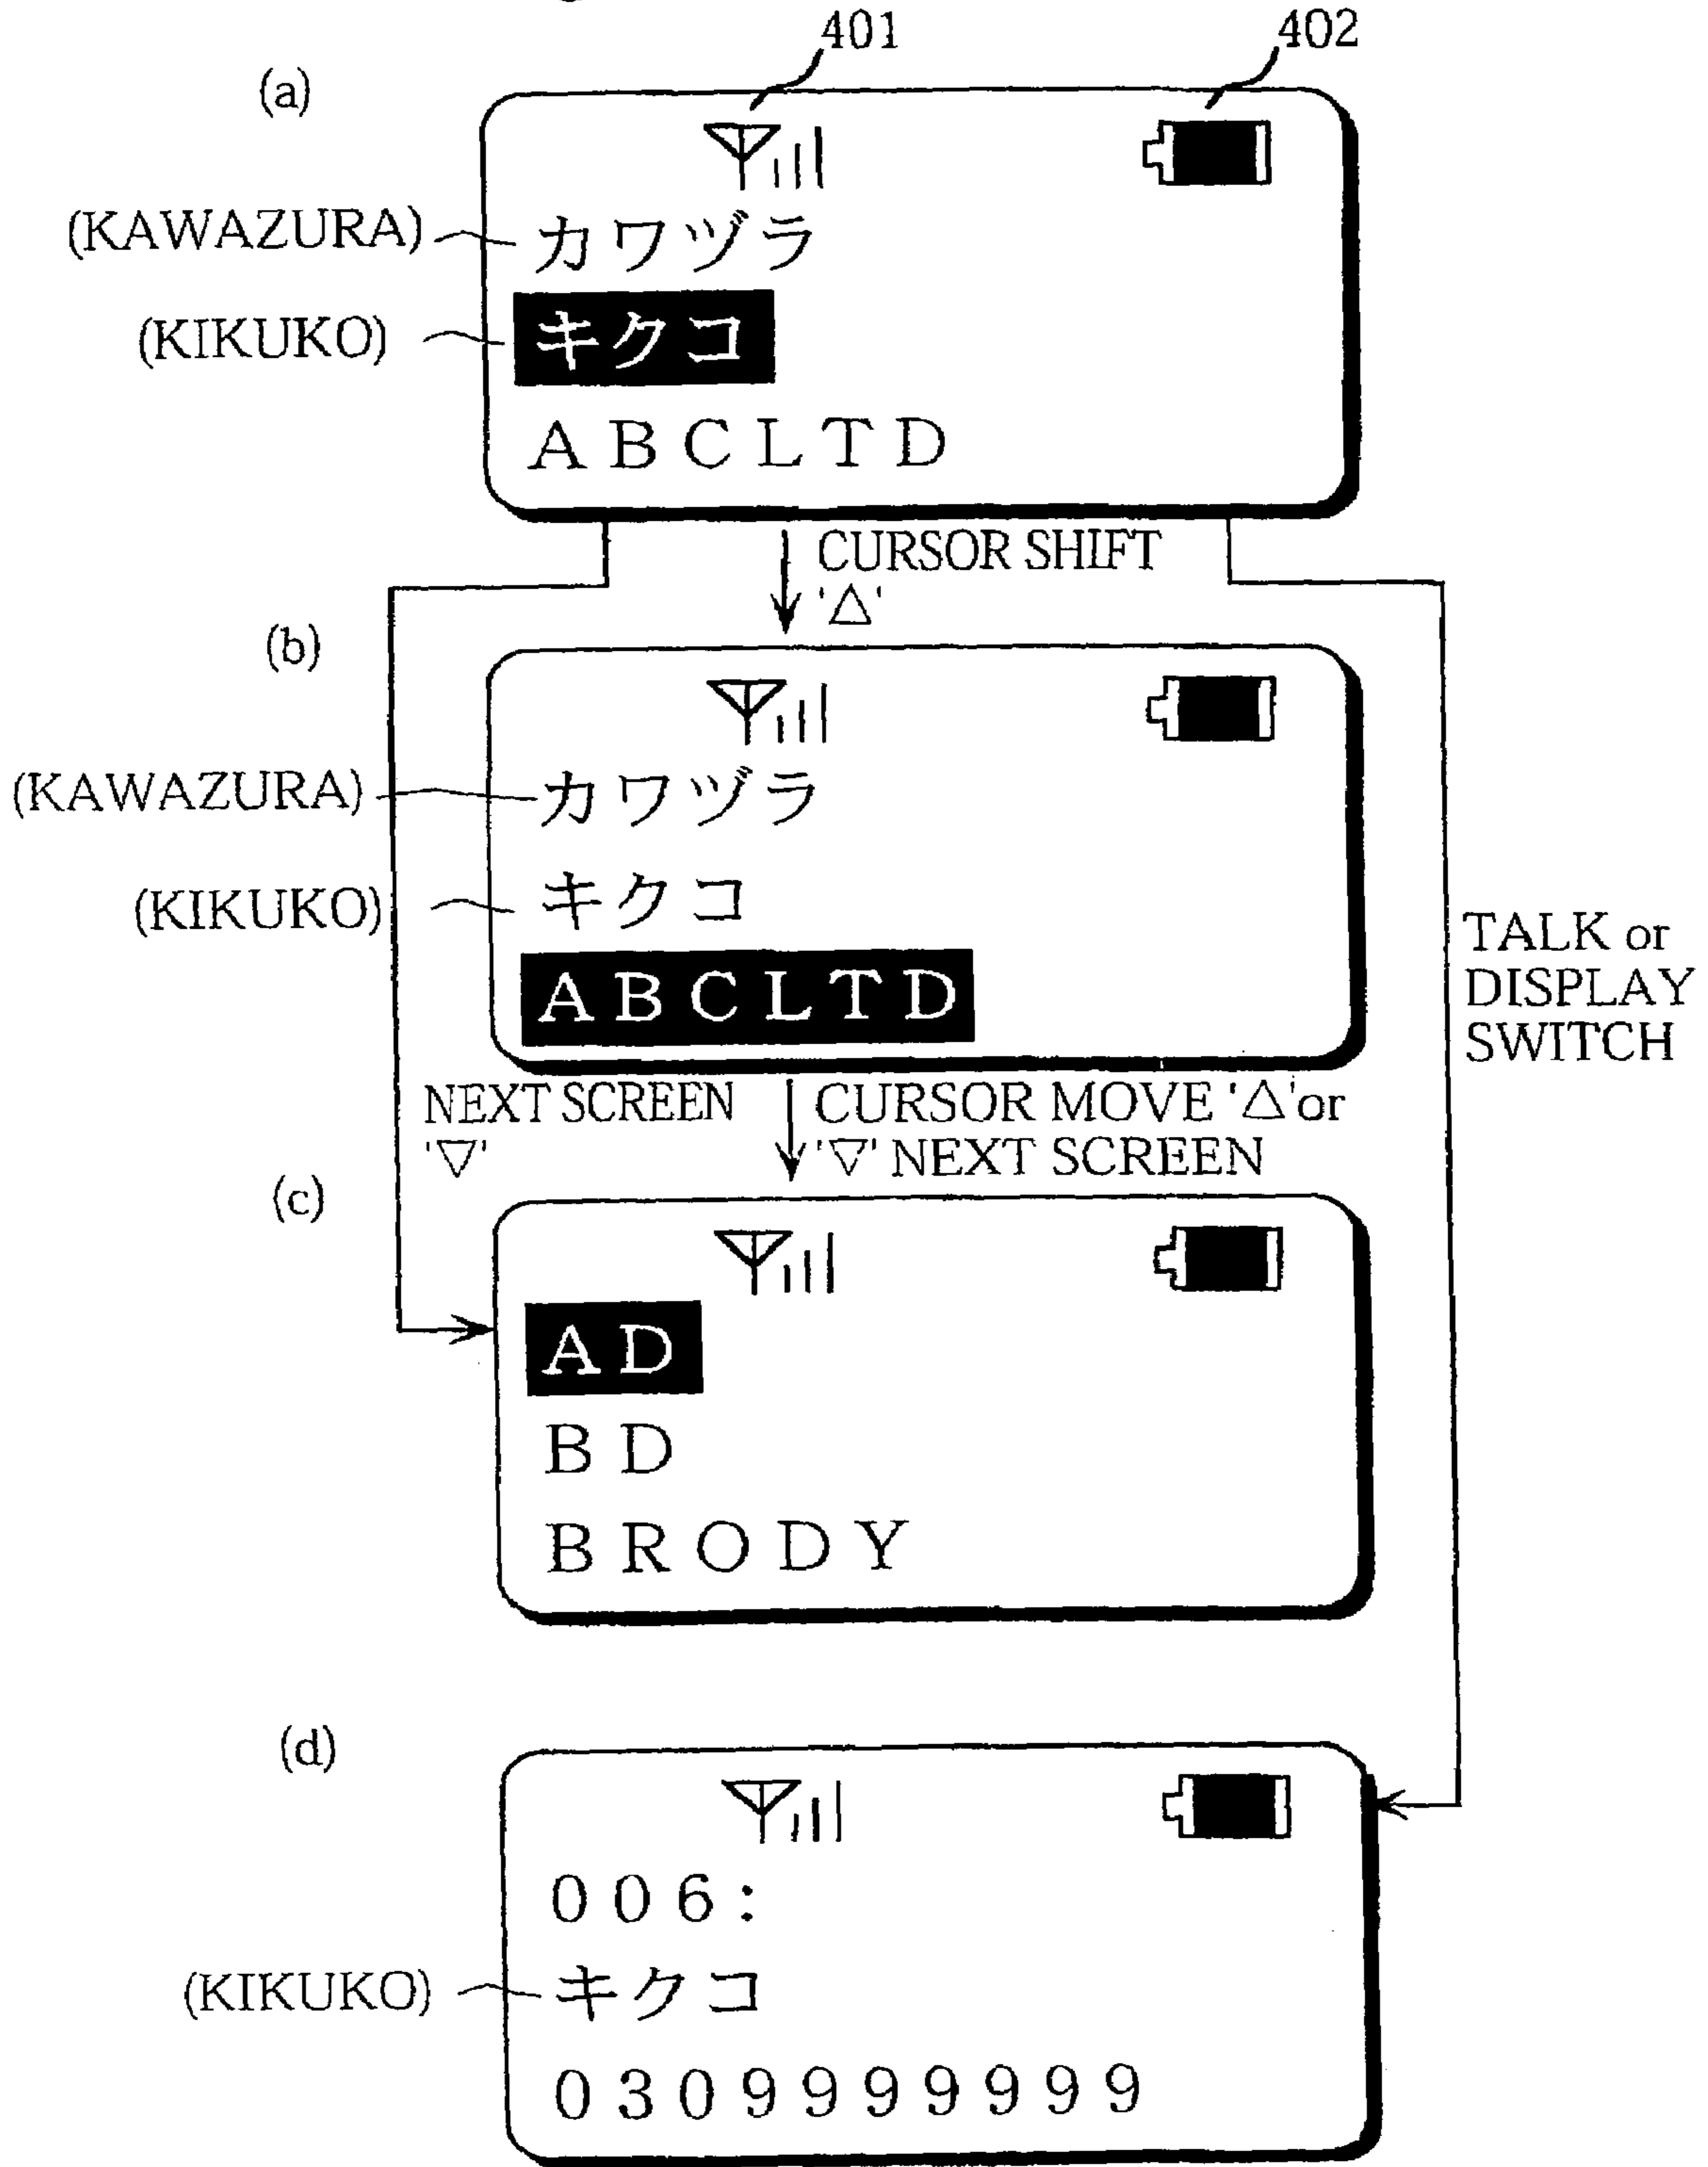 401
402
(a)
(KAWAZURA)
カワヅラ
(KIKUKO)
キクコ
ABCLTD
CURSOR SHIFT
'△'
(b)
(KAWAZURA)
カワヅラ
(KIKUKO)
キクコ
ABCLTD
TALK or
DISPLAY
SWITCH
NEXT SCREEN
'▽'
CURSOR MOVE '△' or
'▽' NEXT SCREEN
(c)
AD
BD
BRODY
(d)
006:
(KIKUKO)
キクコ
0309999999